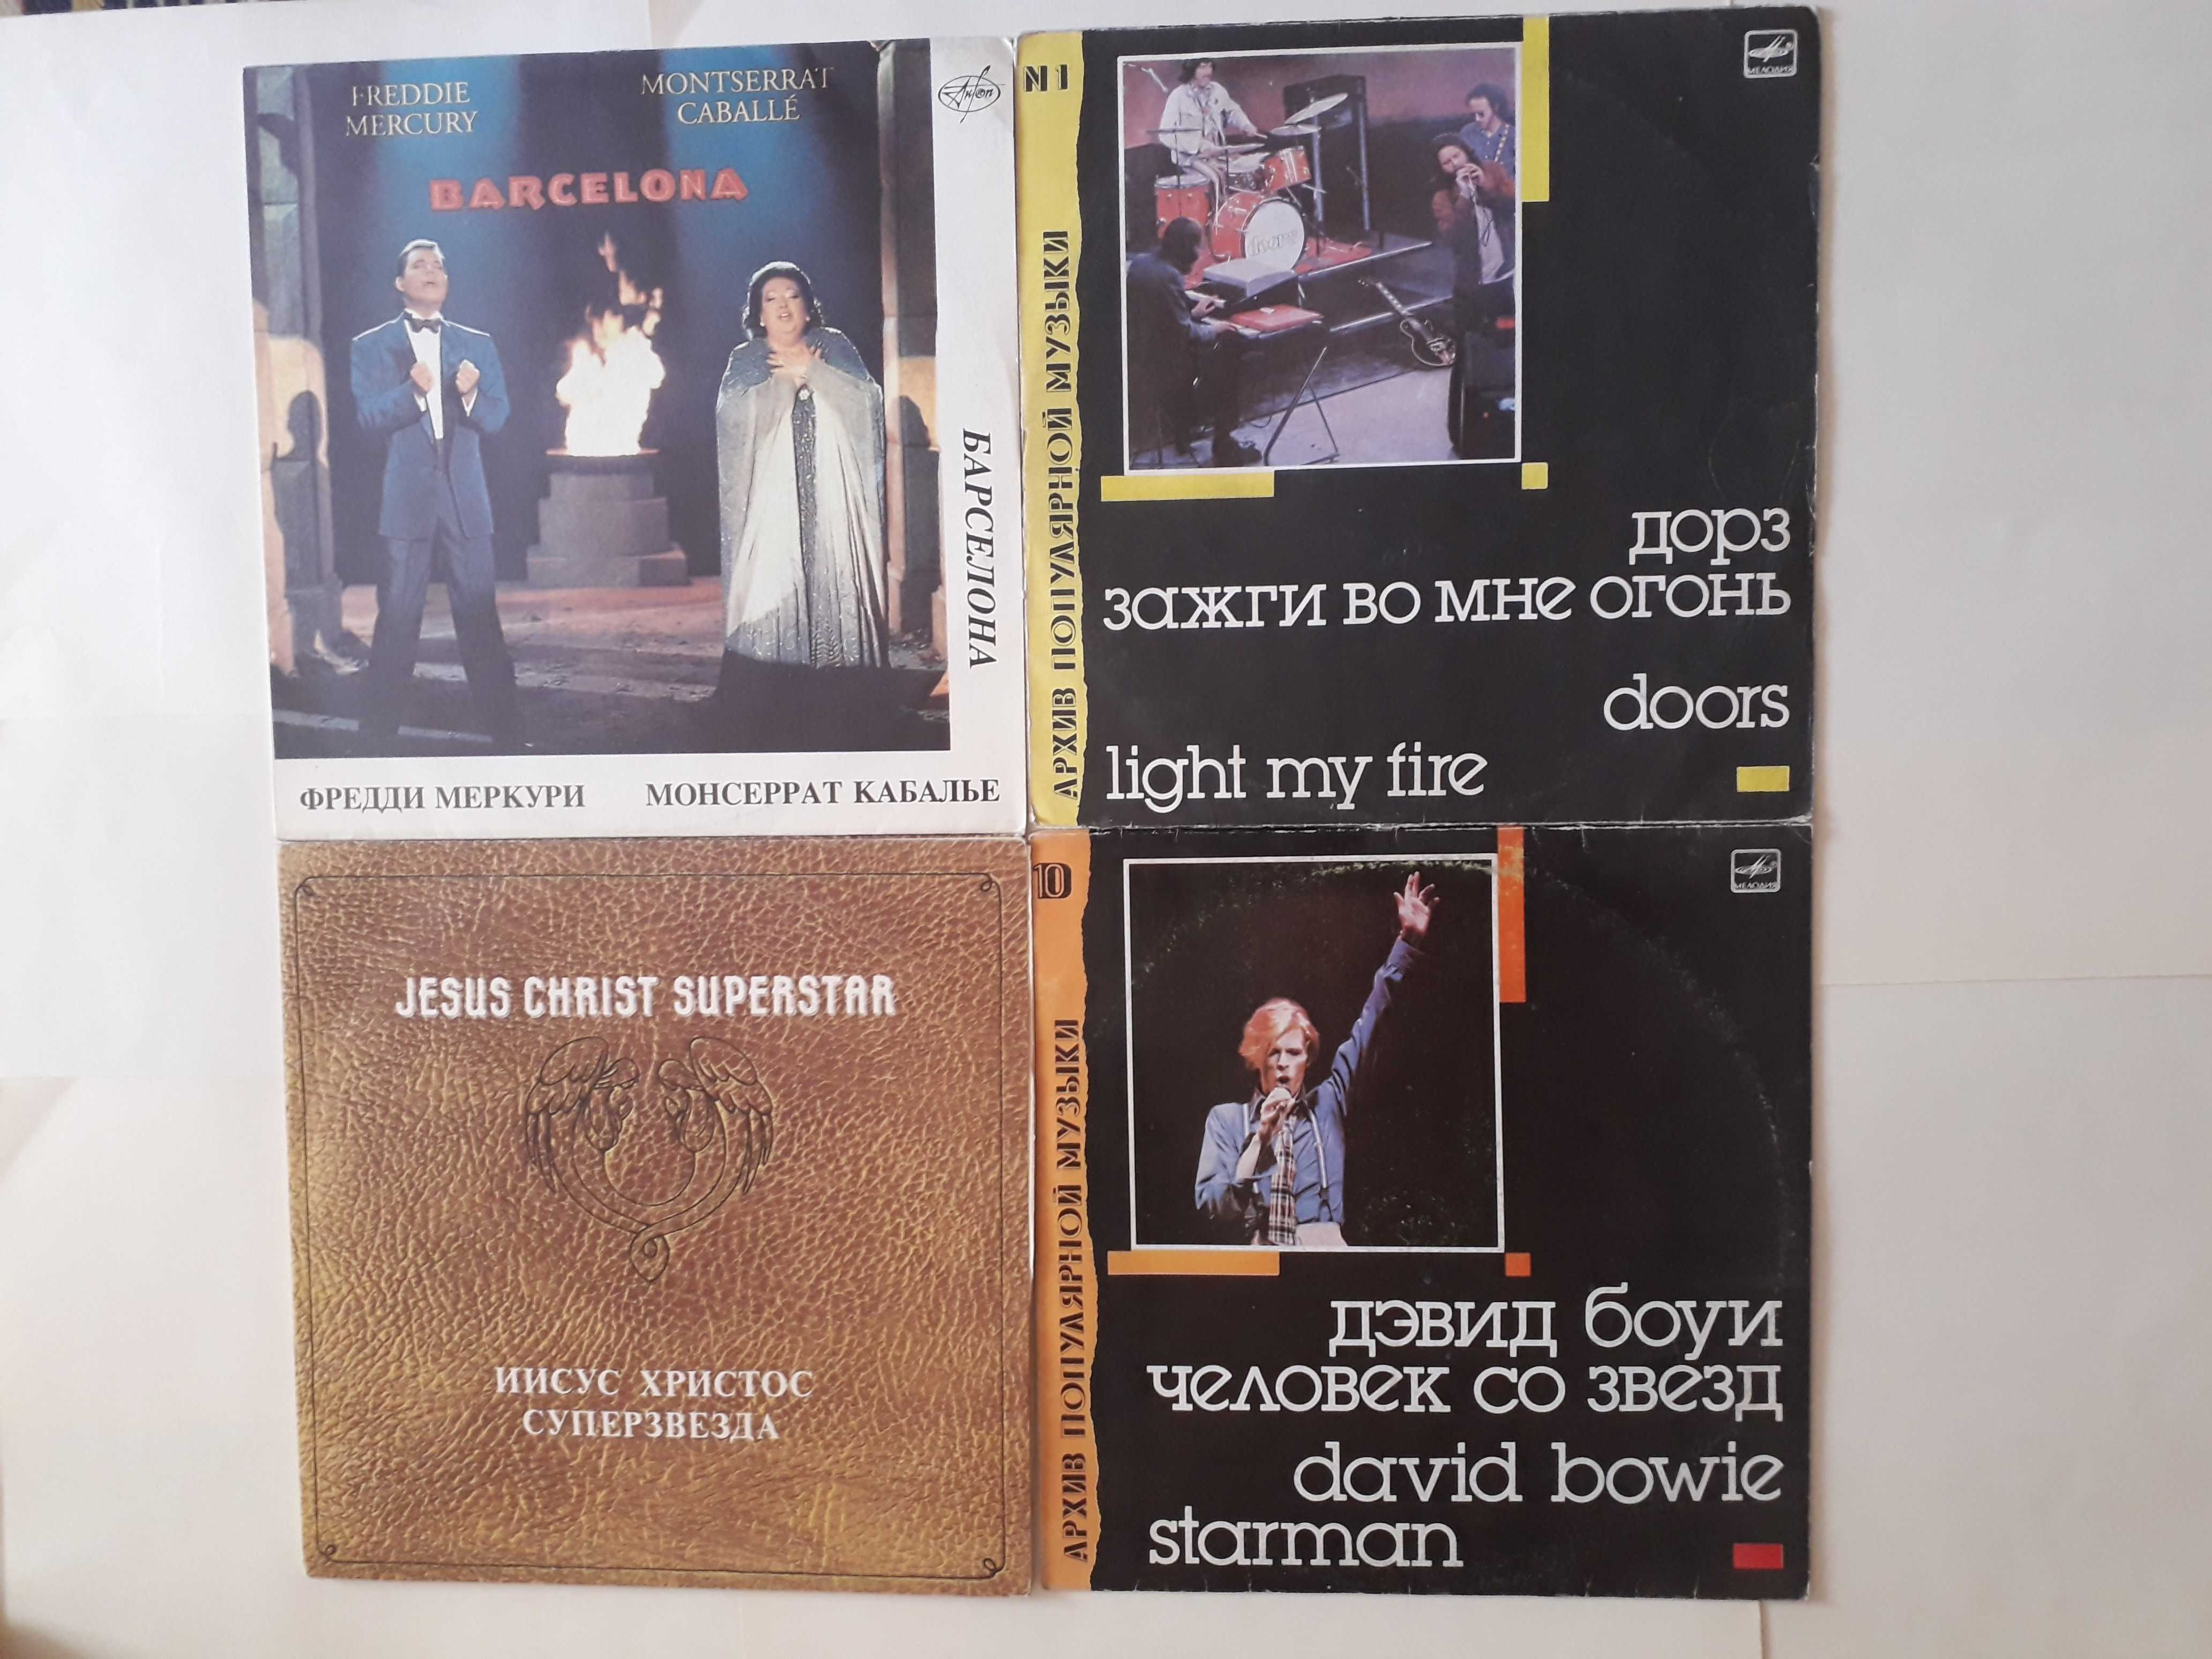 FREDDIE
MERCURY
MONTSERRAT
CABALLÉ
BARCELONA
Антоп
БАРСЕЛОНА
ФРЕДДИ МЕРКУРИ
МОНСЕРРАТ КАБАЛЬЕ
N1
АРХИВ ПОПУЛЯРНОЙ МУЗЫКИ
МЕЛОДИЯ
doors
дорз
зажги во мне огонь
doors
light my fire
JESUS CHRIST SUPERSTAR
ИИСУС ХРИСТОС
СУПЕРЗВЕЗДА
10
АРХИВ ПОПУЛЯРНОЙ МУЗЫКИ
МЕЛОДИЯ
дэвид боуи
человек со звезд
david bowie
starman